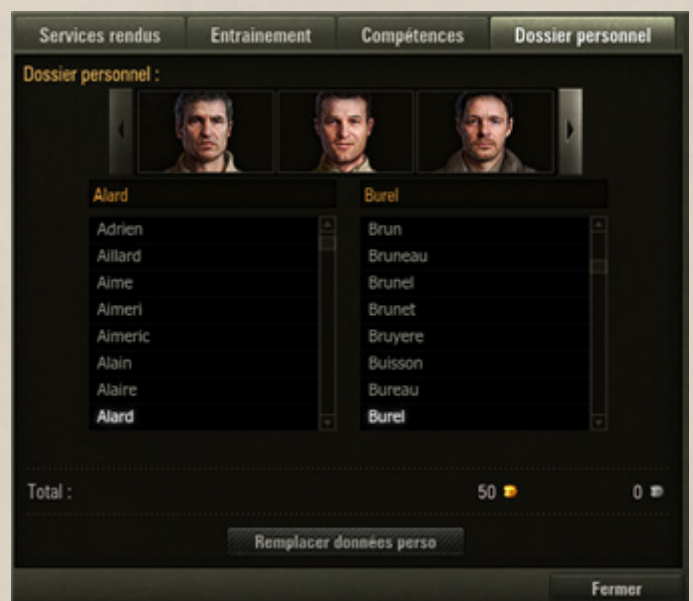 Services rendus Entrainement Compétences Dossier personnel
Dossier personnel :
Alard Burel
Adrien Brun
Aillard Bruneau
Aime Brunel
Aimeri Brunet
Aimeric Bruyere
Alain Buisson
Alaire Bureau
Alard Burel
Total : 50 0
Remplacer données perso
Fermer